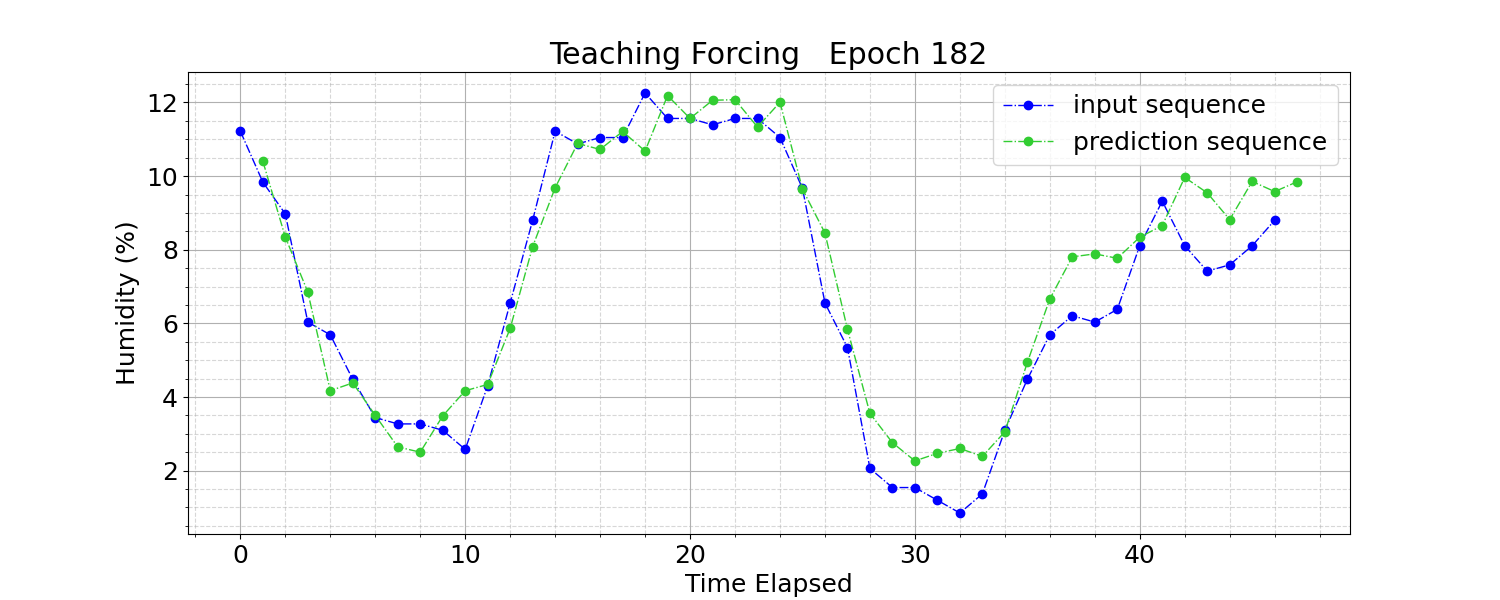 Teaching Forcing   Epoch 182
input sequence
prediction sequence
Humidity (%)
12
10
8
6
4
2
0 10 20 30 40
Time Elapsed